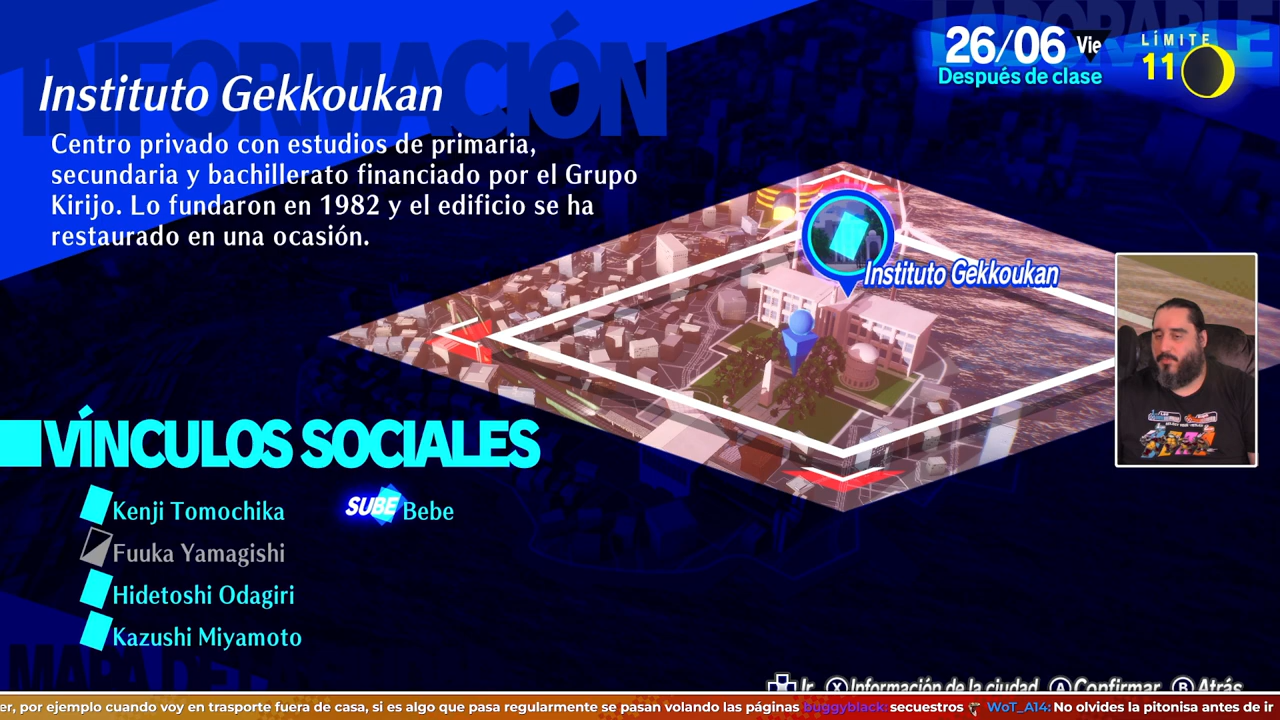 INFORMACIÓN
LABORABLE
26/06 Vie
LÍMITE
11
Después de clase
Instituto Gekkoukan
Centro privado con estudios de primaria,
secundaria y bachillerato financiado por el Grupo
Kirijo. Lo fundaron en 1982 y el edificio se ha
restaurado en una ocasión.
Instituto Gekkoukan
VÍNCULOS SOCIALES
Kenji Tomochika
SUBE Bebe
Fuuka Yamagishi
Hidetoshi Odagiri
Kazushi Miyamoto
MAPA DE
Ir X Información de la ciudad A Confirmar B Atrás
er, por ejemplo cuando voy en trasporte fuera de casa, si es algo que pasa regularmente se pasan volando las páginas buggyblack: secuestros WoT_A14: No olvides la pitonisa antes de ir